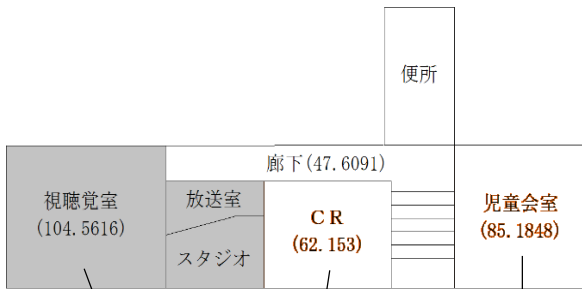 便所
廊下(47.6091)
視聴覚室
(104.5616)
放送室
スタジオ
CR
(62.153)
児童会室
(85.1848)